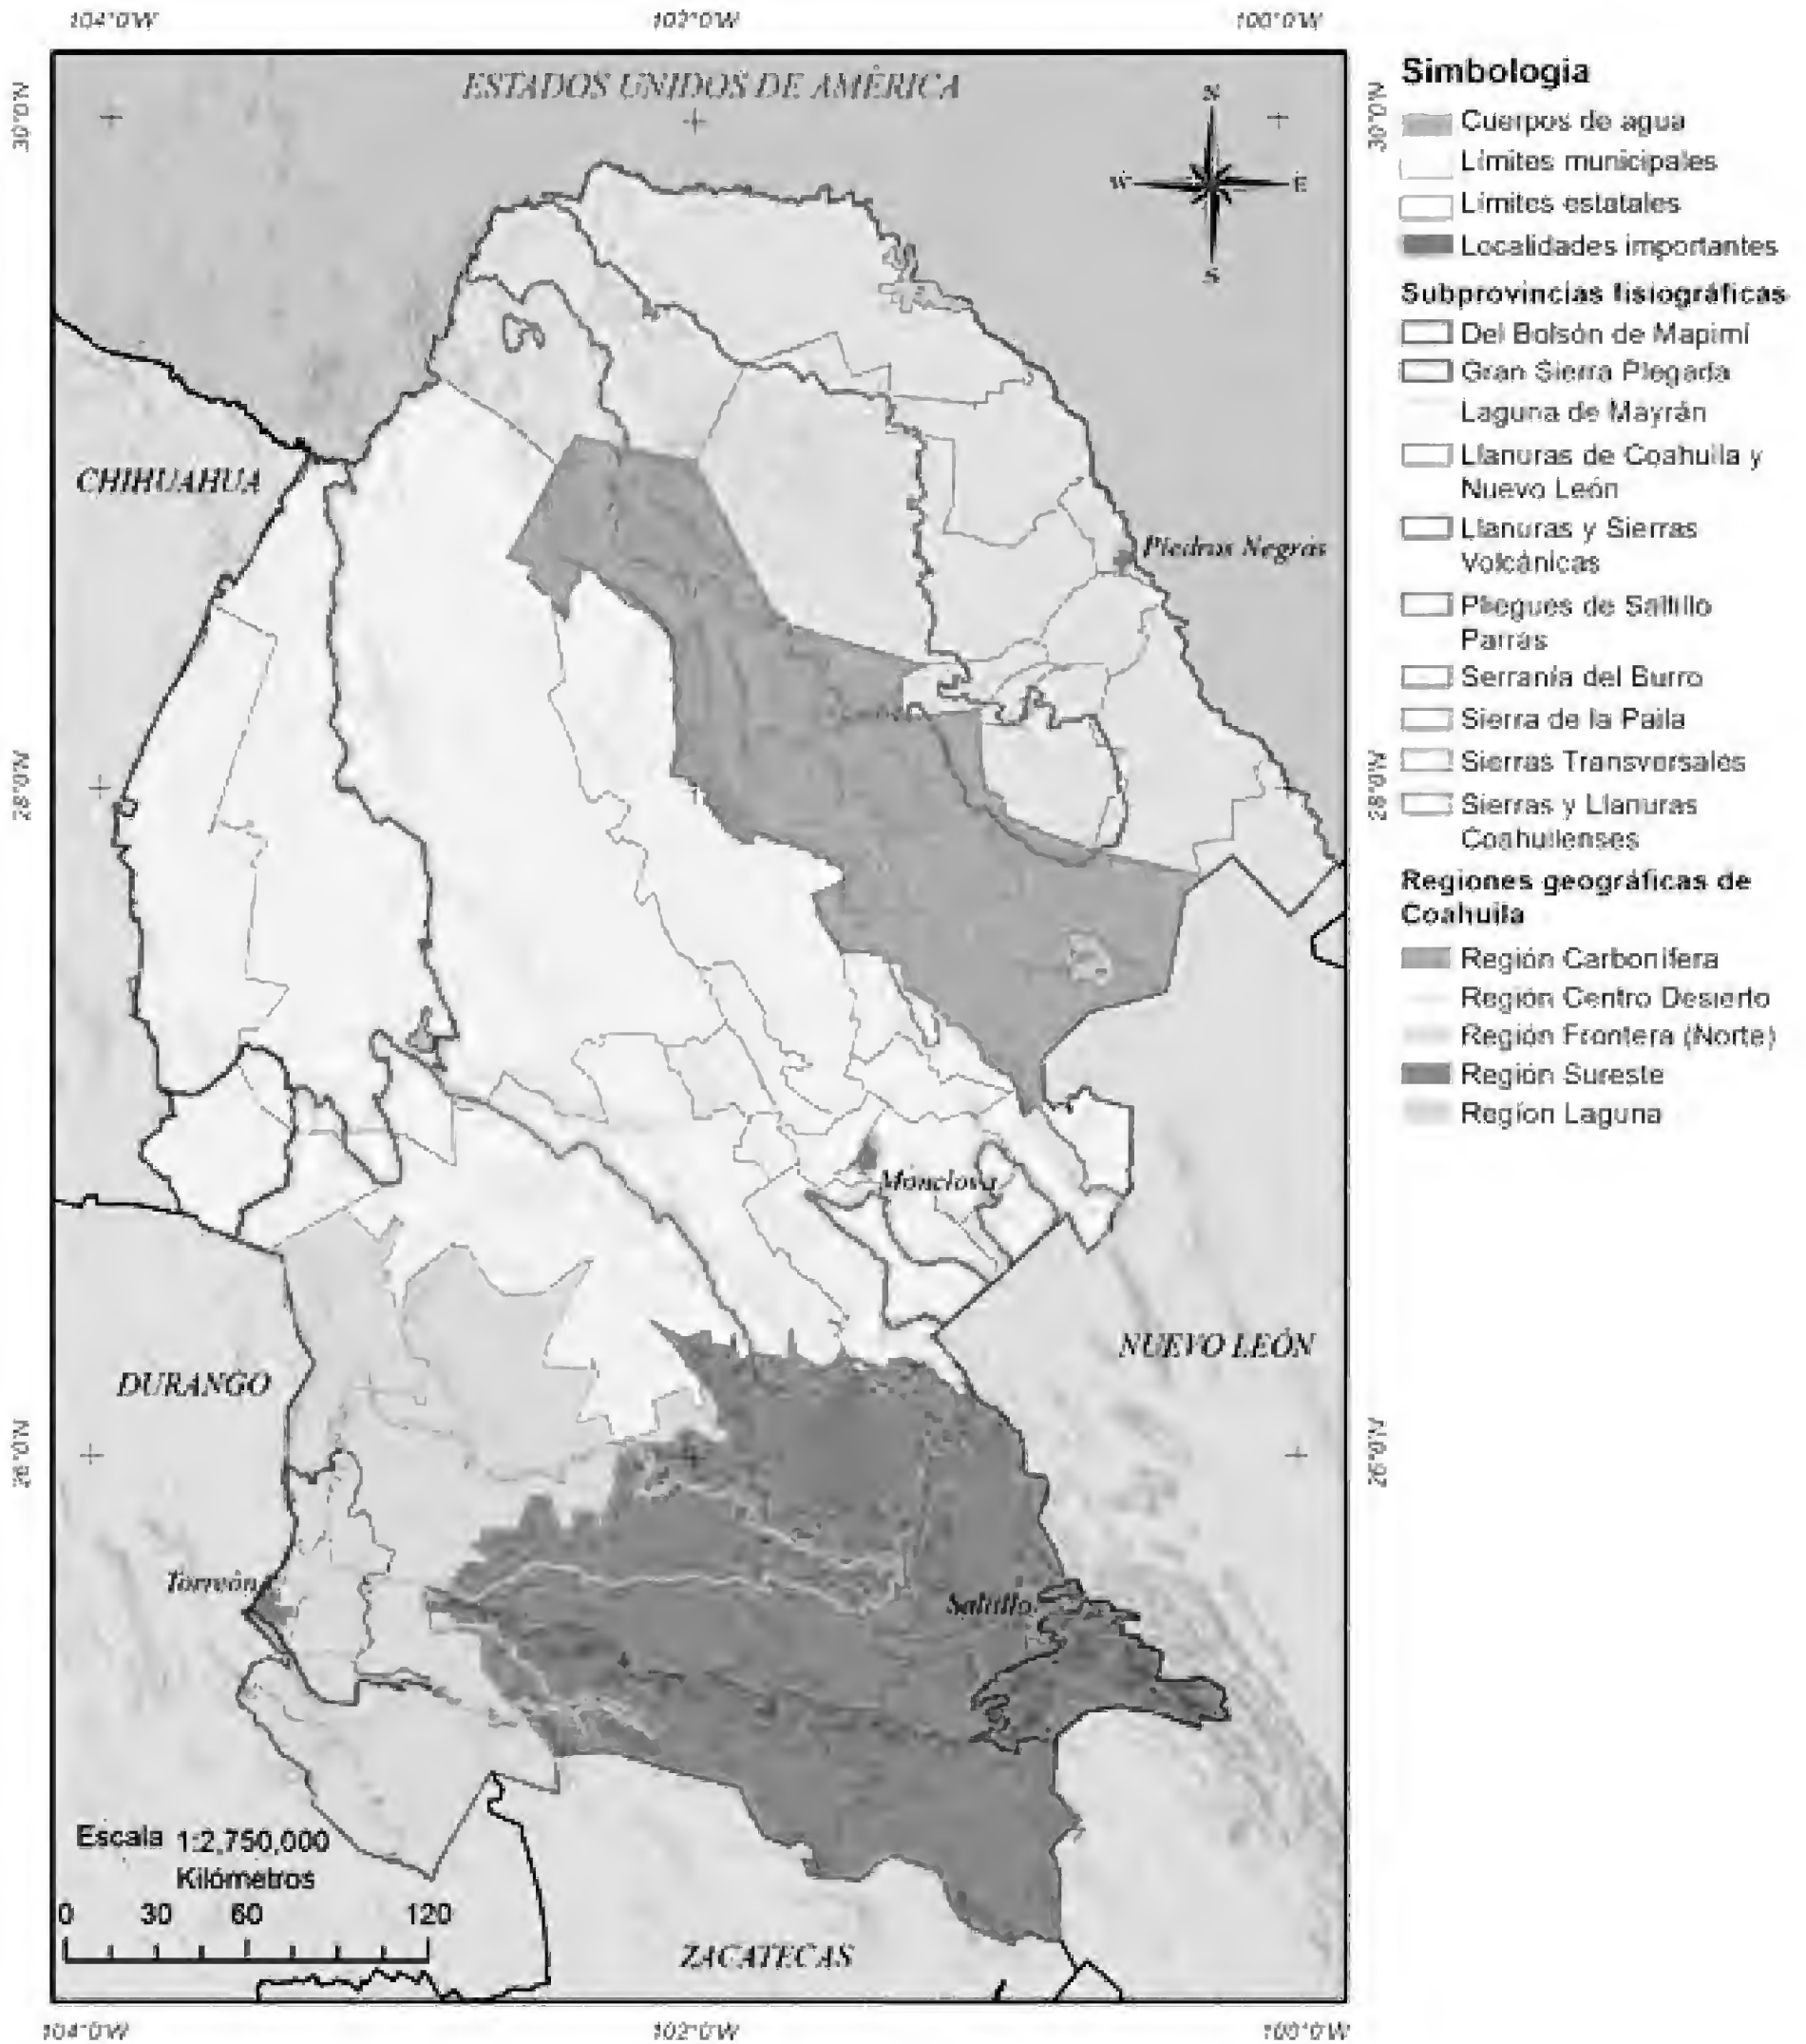 104°0'W 102°0'W 100°0'W
30°0'N
30°0'N
ESTADOS UNIDOS DE AMÉRICA
N
W E
S
CHIHUAHUA
Piedras Negras
28°0'N
28°0'N
Monclova
NUEVO LEÓN
DURANGO
26°0'N
26°0'N
Torreón
Saltillo
Escala 1:2,750,000
Kilómetros
0 30 60 120
ZACATECAS
104°0'W 102°0'W 100°0'W
Simbología
Cuerpos de agua
Límites municipales
Límites estatales
Localidades importantes
Subprovincias fisiográficas
Del Bolsón de Mapimí
Gran Sierra Plegada
Laguna de Mayrán
Llanuras de Coahuila y
Nuevo León
Llanuras y Sierras
Volcánicas
Pliegues de Saltillo
Parras
Serranía del Burro
Sierra de la Paila
Sierras Transversales
Sierras y Llanuras
Coahuilenses
Regiones geográficas de
Coahuila
Región Carbonífera
Región Centro Desierto
Región Frontera (Norte)
Región Sureste
Región Laguna